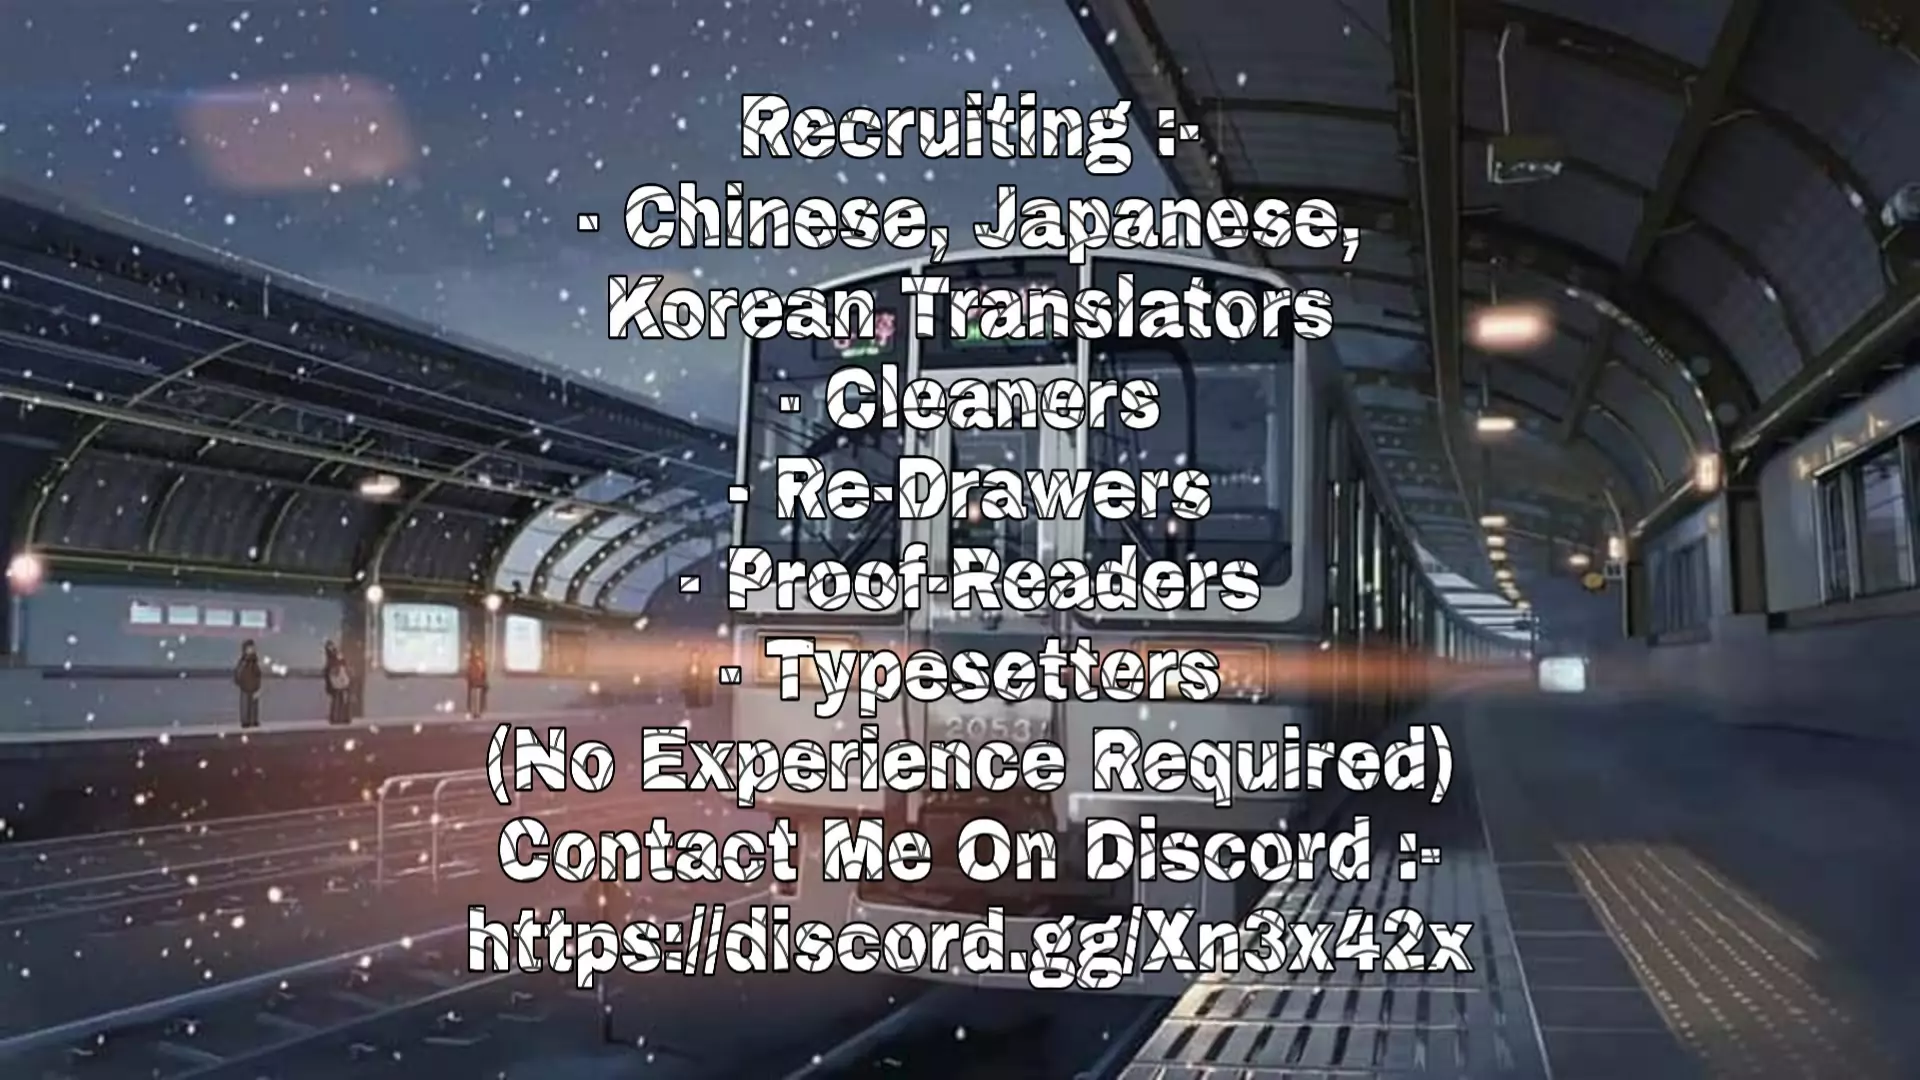 Recruiting :-
- Chinese, Japanese,
Korean Translators
- Cleaners
- Re-Drawers
- Proof-Readers
- Typesetters
(No Experience Required)
Contact Me On Discord :-
https://discord.gg/Xn3x42x
2053